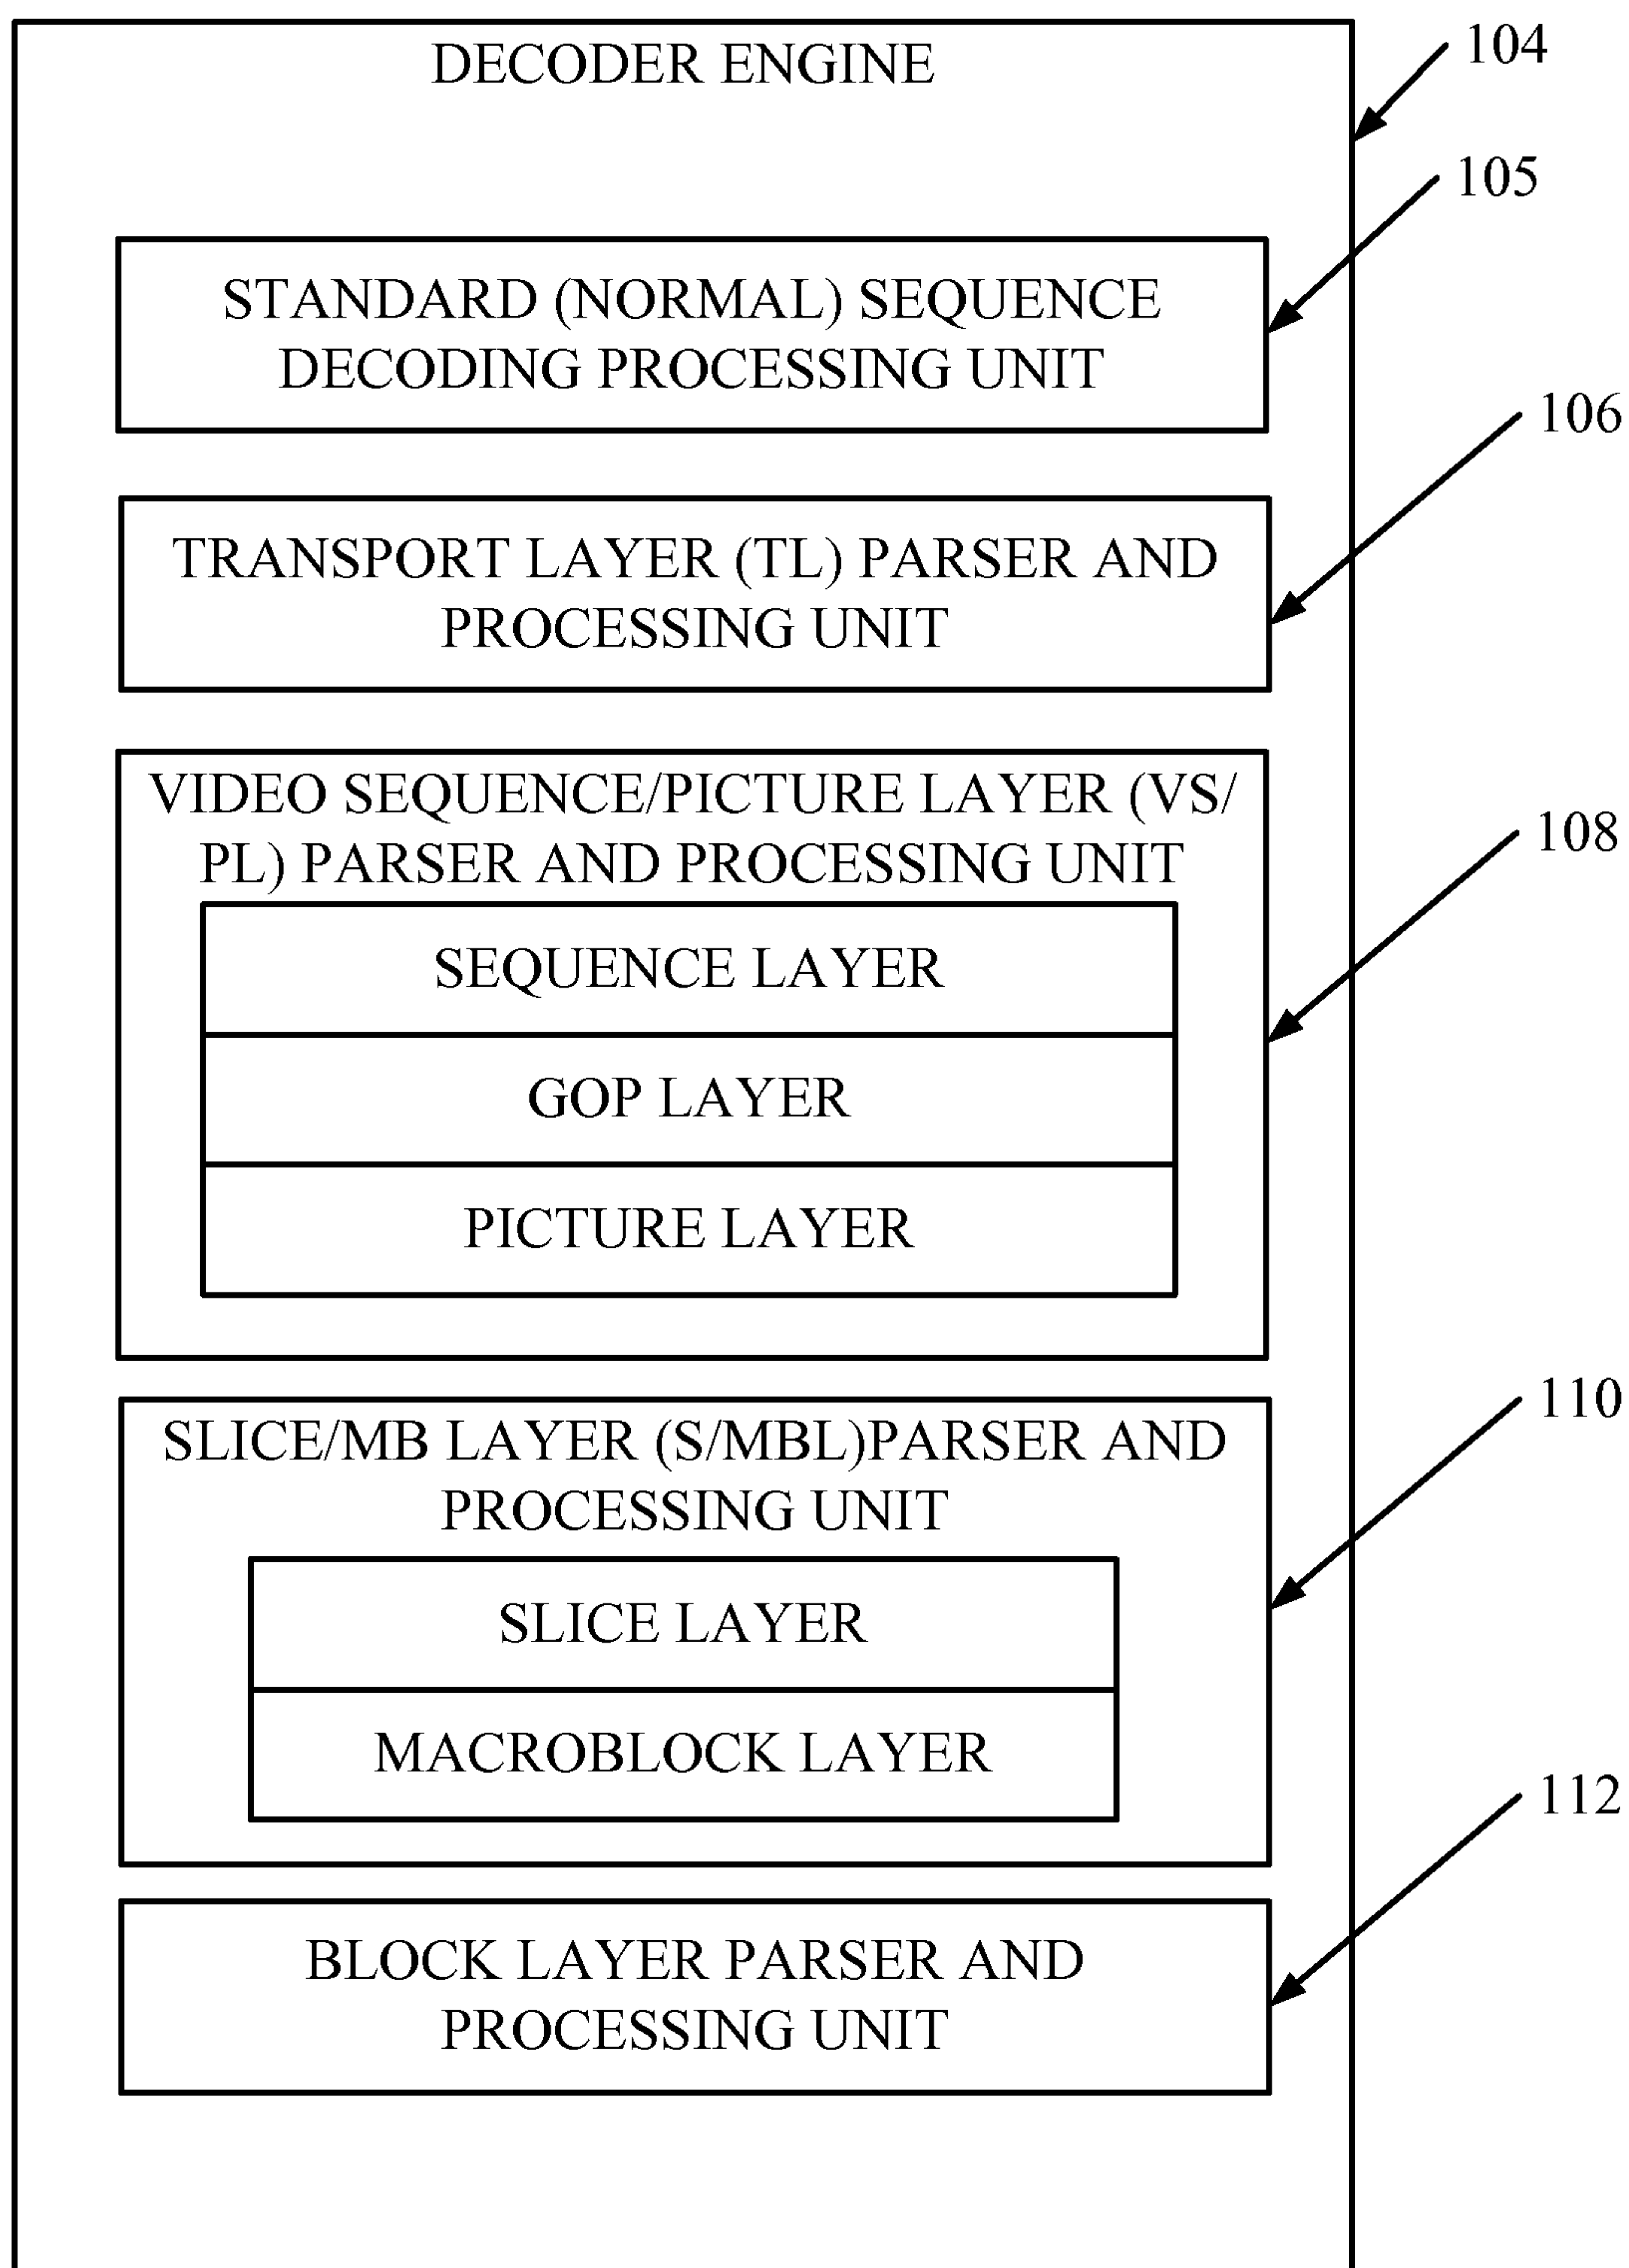 DECODER ENGINE
104
105
STANDARD (NORMAL) SEQUENCE
DECODING PROCESSING UNIT
106
TRANSPORT LAYER (TL) PARSER AND
PROCESSING UNIT
VIDEO SEQUENCE/PICTURE LAYER (VS/
PL) PARSER AND PROCESSING UNIT
108
SEQUENCE LAYER
GOP LAYER
PICTURE LAYER
110
SLICE/MB LAYER (S/MBL)PARSER AND
PROCESSING UNIT
SLICE LAYER
MACROBLOCK LAYER
112
BLOCK LAYER PARSER AND
PROCESSING UNIT